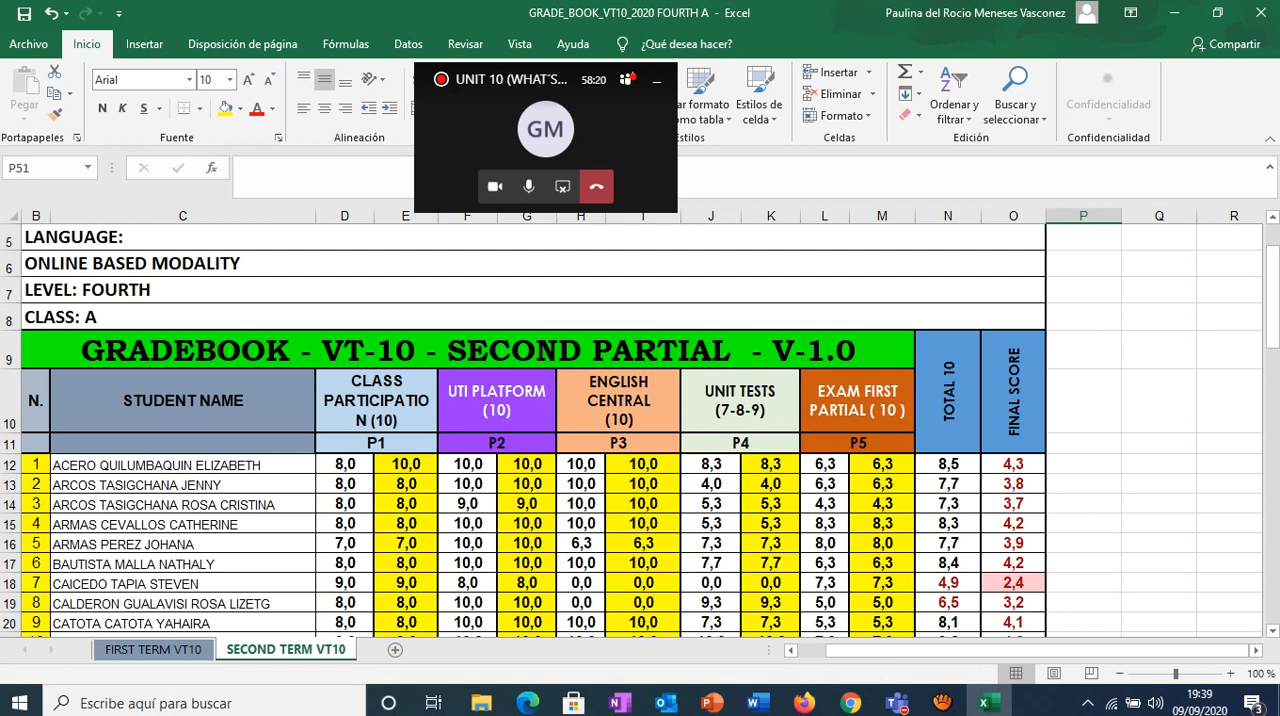 GRADE_BOOK_VT10_2020 FOURTH A - Excel
Paulina del Rocio Meneses Vasconez
Archivo Inicio Insertar Disposición de página Fórmulas Datos Revisar Vista Ayuda ¿Qué desea hacer? Compartir
Pegar
Arial 10
N K S
Portapapeles Fuente Alineación
UNIT 10 (WHAT´S... 58:20
GM
ar formato
omo tabla
Estilos de
celda
stilos
Insertar
Eliminar
Formato
Celdas
Ordenar y
filtrar
Buscar y
seleccionar
Edición
Confidencialidad
Confidencialidad
P51
fx
B C D E F G H I J K L M N O P Q R
5 LANGUAGE:
6 ONLINE BASED MODALITY
7 LEVEL: FOURTH
8 CLASS: A
9 GRADEBOOK - VT-10 - SECOND PARTIAL - V-1.0
TOTAL 10
FINAL SCORE
10 N. STUDENT NAME
CLASS
PARTICIPATIO
N (10)
UTI PLATFORM
(10)
ENGLISH
CENTRAL
(10)
UNIT TESTS
(7-8-9)
EXAM FIRST
PARTIAL ( 10 )
11 P1 P2 P3 P4 P5
12 1 ACERO QUILUMBAQUIN ELIZABETH 8,0 10,0 10,0 10,0 10,0 10,0 8,3 8,3 6,3 6,3 8,5 4,3
13 2 ARCOS TASIGCHANA JENNY 8,0 8,0 10,0 10,0 10,0 10,0 4,0 4,0 6,3 6,3 7,7 3,8
14 3 ARCOS TASIGCHANA ROSA CRISTINA 8,0 8,0 9,0 9,0 10,0 10,0 5,3 5,3 4,3 4,3 7,3 3,7
15 4 ARMAS CEVALLOS CATHERINE 8,0 8,0 10,0 10,0 10,0 10,0 5,3 5,3 8,3 8,3 8,3 4,2
16 5 ARMAS PEREZ JOHANA 7,0 7,0 10,0 10,0 6,3 6,3 7,3 7,3 8,0 8,0 7,7 3,9
17 6 BAUTISTA MALLA NATHALY 8,0 8,0 10,0 10,0 10,0 10,0 7,7 7,7 6,3 6,3 8,4 4,2
18 7 CAICEDO TAPIA STEVEN 9,0 9,0 8,0 8,0 0,0 0,0 0,0 0,0 7,3 7,3 4,9 2,4
19 8 CALDERON GUALAVISI ROSA LIZETG 8,0 8,0 10,0 10,0 0,0 0,0 9,3 9,3 5,0 5,0 6,5 3,2
20 9 CATOTA CATOTA YAHAIRA 8,0 8,0 10,0 10,0 10,0 10,0 7,3 7,3 5,3 5,3 8,1 4,1
FIRST TERM VT10 SECOND TERM VT10
100 %
Escribe aquí para buscar
19:39
09/09/2020
3